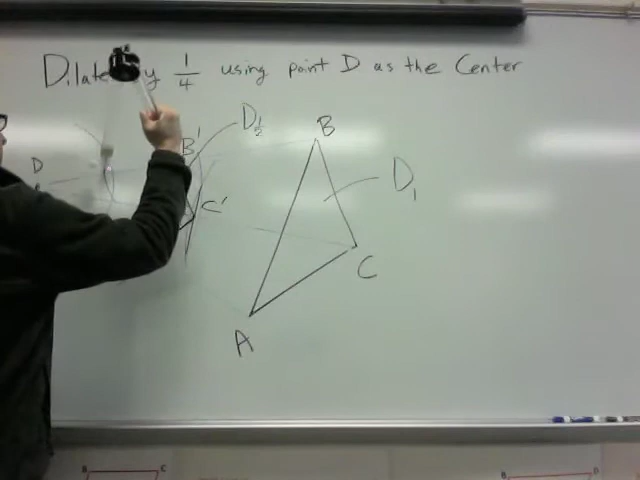 Dilate by 1/4 using point D as the Center
D
B'
D½
B
C'
D₁
C
A
B C
B D